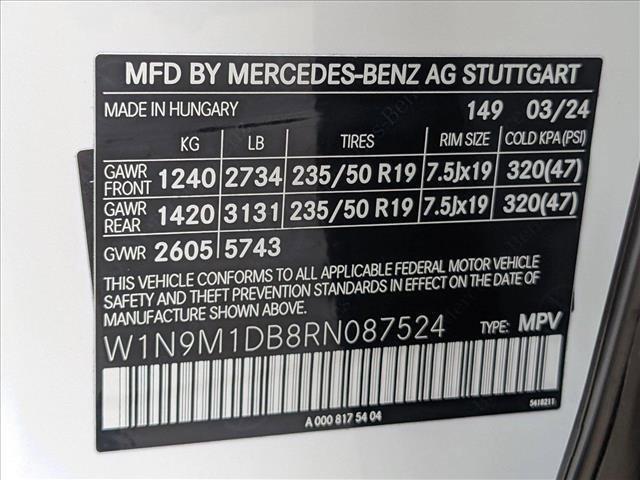 MFD BY MERCEDES-BENZ AG STUTTGART
MADE IN HUNGARY 149 03/24
KG LB TIRES RIM SIZE COLD KPA(PSI)
GAWR FRONT 1240 2734 235/50 R19 7.5Jx19 320(47)
GAWR REAR 1420 3131 235/50 R19 7.5Jx19 320(47)
GVWR 2605 5743
THIS VEHICLE CONFORMS TO ALL APPLICABLE FEDERAL MOTOR VEHICLE
SAFETY AND THEFT PREVENTION STANDARDS IN EFFECT ON THE DATE OF
MANUFACTURE SHOWN ABOVE.
W1N9M1DB8RN087524 TYPE: MPV
A 000 817 54 04 5418211